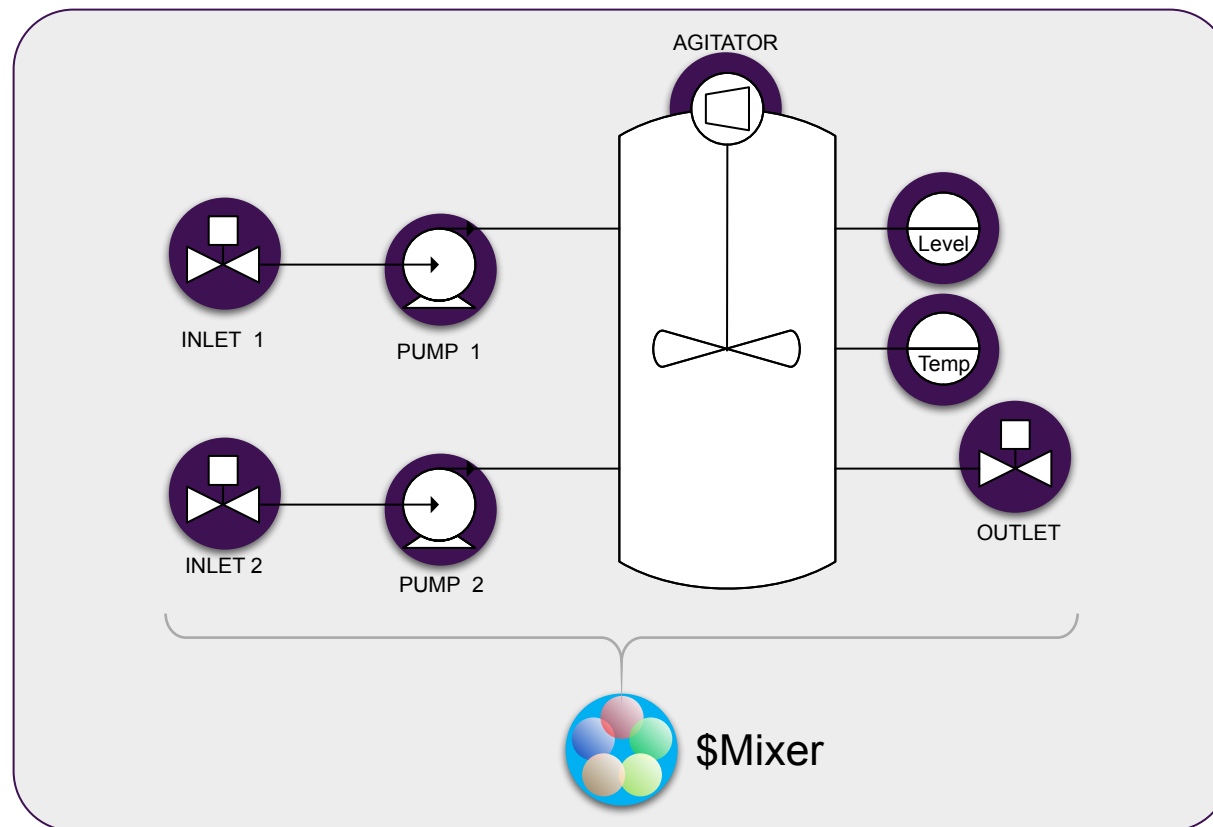 AGITATOR
Level
INLET 1
PUMP 1
Temp
INLET 2
PUMP 2
OUTLET
$Mixer